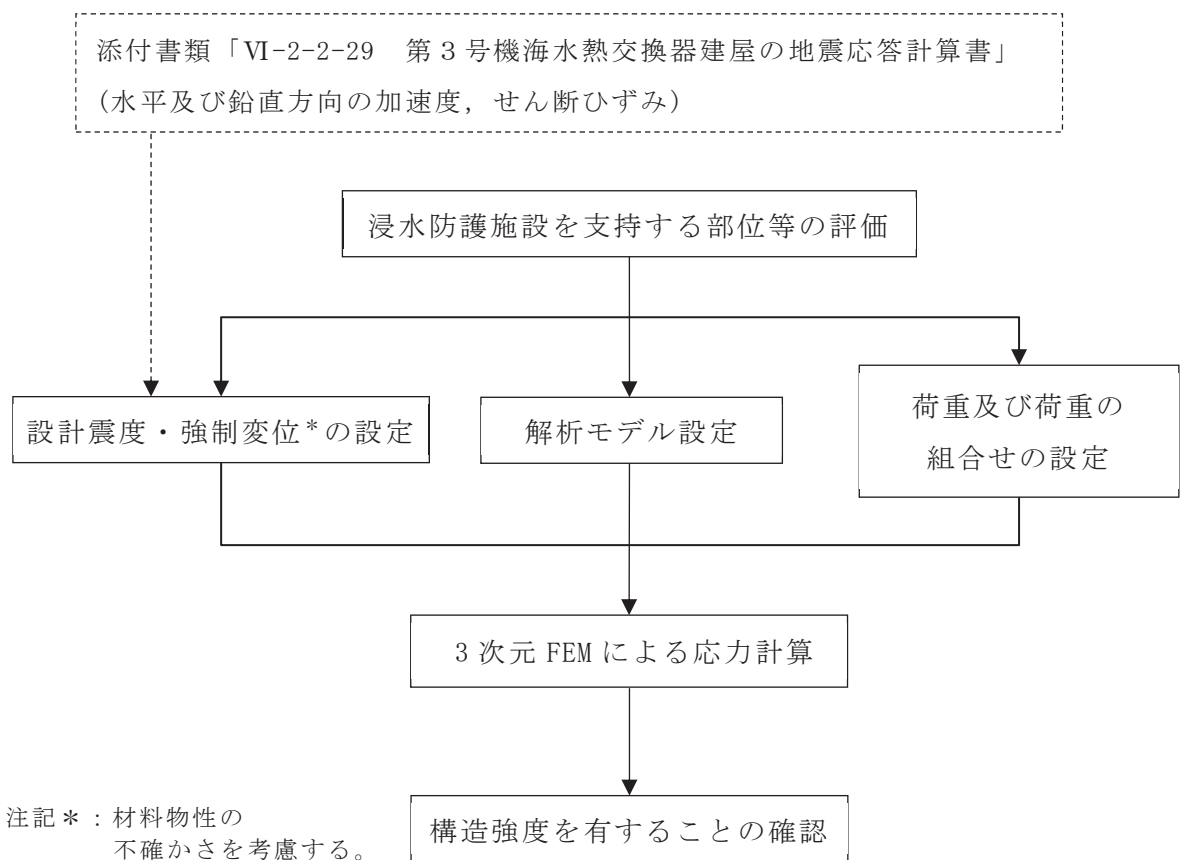 添付書類「Ⅵ-2-2-29　第３号機海水熱交換器建屋の地震応答計算書」
(水平及び鉛直方向の加速度，せん断ひずみ)
浸水防護施設を支持する部位等の評価
設計震度・強制変位*の設定
解析モデル設定
荷重及び荷重の
組合せの設定
3 次元 FEM による応力計算
構造強度を有することの確認
注記＊：材料物性の
不確かさを考慮する。